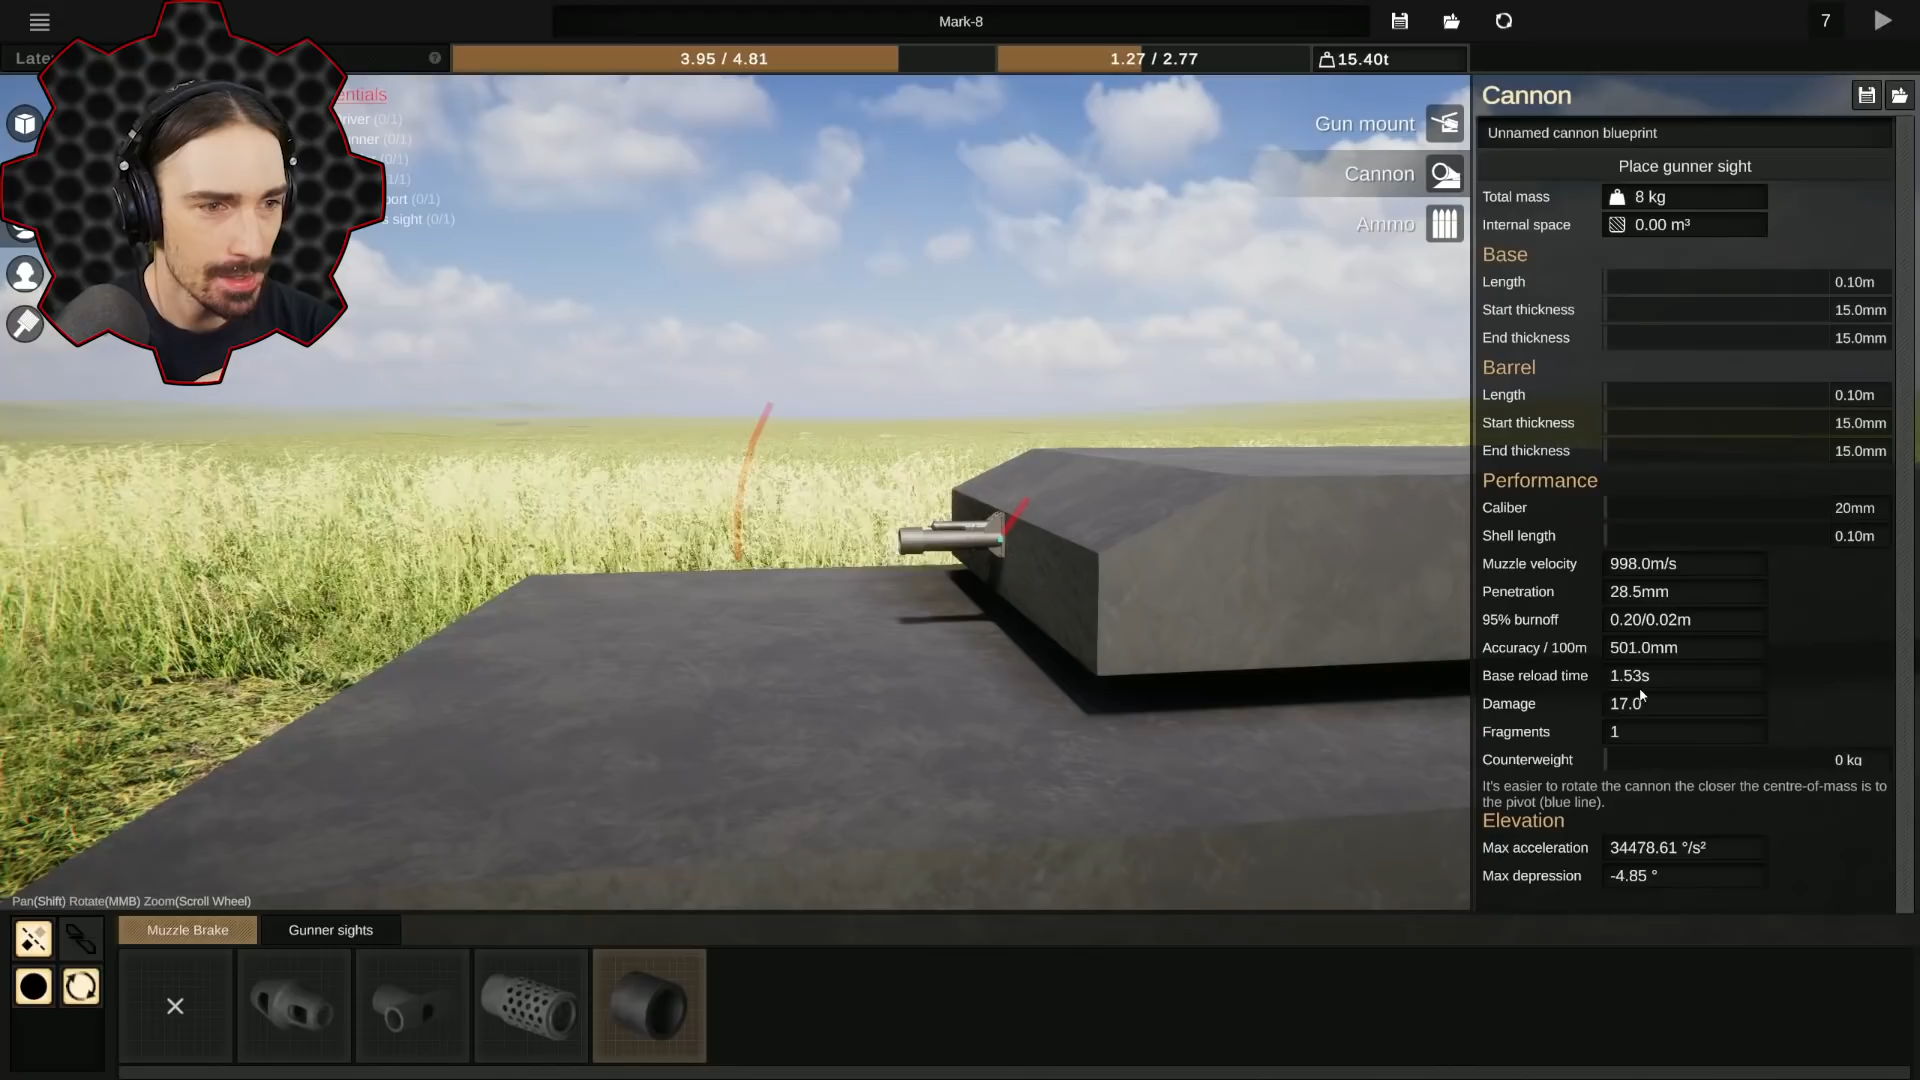 Mark-8
7
Late
3.95 / 4.81
1.27 / 2.77
15.40t
entials
river (0/1)
nner (0/1)
(0/1)
1/1)
port (0/1)
s sight (0/1)
Gun mount
Cannon
Ammo
Cannon
Unnamed cannon blueprint
Place gunner sight
Total mass 8 kg
Internal space 0.00 m³
Base
Length 0.10m
Start thickness 15.0mm
End thickness 15.0mm
Barrel
Length 0.10m
Start thickness 15.0mm
End thickness 15.0mm
Performance
Caliber 20mm
Shell length 0.10m
Muzzle velocity 998.0m/s
Penetration 28.5mm
95% burnoff 0.20/0.02m
Accuracy / 100m 501.0mm
Base reload time 1.53s
Damage 17.0
Fragments 1
Counterweight 0 kg
It's easier to rotate the cannon the closer the centre-of-mass is to
the pivot (blue line).
Elevation
Max acceleration 34478.61 °/s²
Max depression -4.85 °
Pan(Shift) Rotate(MMB) Zoom(Scroll Wheel)
Muzzle Brake
Gunner sights